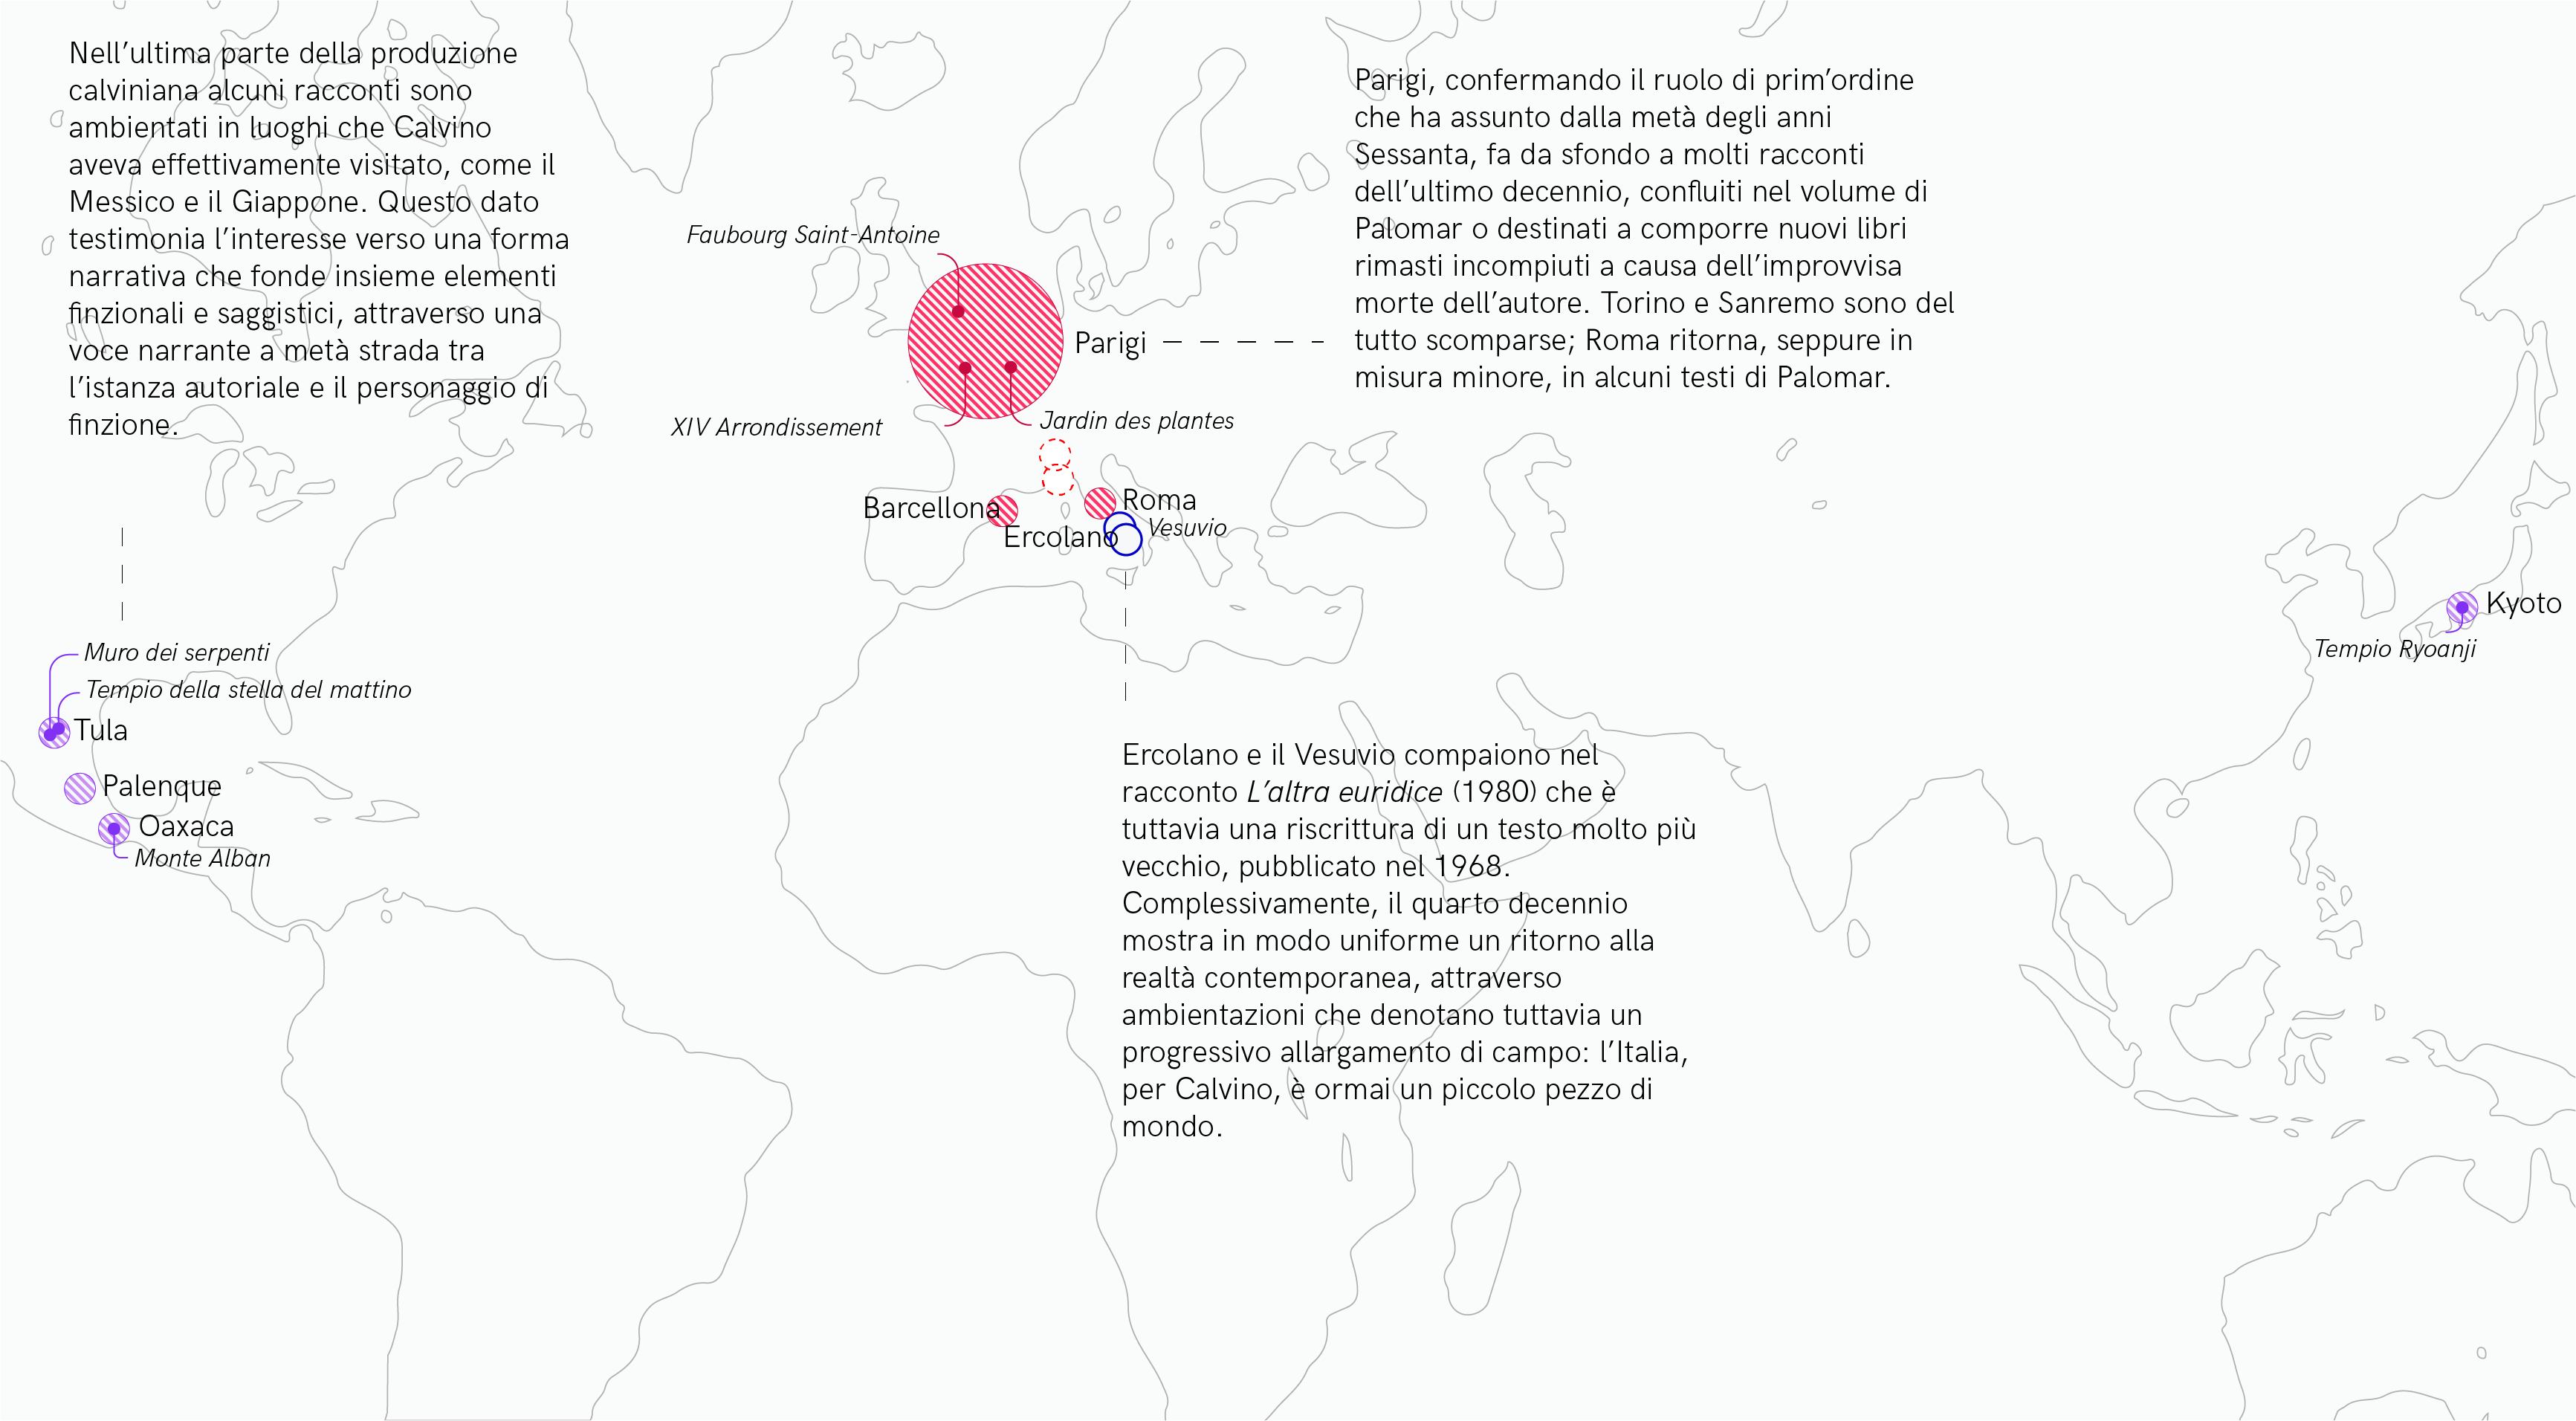 Nell’ultima parte della produzione
calviniana alcuni racconti sono
ambientati in luoghi che Calvino
aveva effettivamente visitato, come il
Messico e il Giappone. Questo dato
testimonia l’interesse verso una forma
narrativa che fonde insieme elementi
finzionali e saggistici, attraverso una
voce narrante a metà strada tra
l’istanza autoriale e il personaggio di
finzione.
Parigi, confermando il ruolo di prim’ordine
che ha assunto dalla metà degli anni
Sessanta, fa da sfondo a molti racconti
dell’ultimo decennio, confluiti nel volume di
Palomar o destinati a comporre nuovi libri
rimasti incompiuti a causa dell’improvvisa
morte dell’autore. Torino e Sanremo sono del
tutto scomparse; Roma ritorna, seppure in
misura minore, in alcuni testi di Palomar.
Faubourg Saint-Antoine
Parigi
XIV Arrondissement
Jardin des plantes
Barcellona
Roma
Vesuvio
Ercolano
Kyoto
Tempio Ryoanji
Muro dei serpenti
Tempio della stella del mattino
Tula
Palenque
Oaxaca
Monte Alban
Ercolano e il Vesuvio compaiono nel
racconto L’altra euridice (1980) che è
tuttavia una riscrittura di un testo molto più
vecchio, pubblicato nel 1968.
Complessivamente, il quarto decennio
mostra in modo uniforme un ritorno alla
realtà contemporanea, attraverso
ambientazioni che denotano tuttavia un
progressivo allargamento di campo: l’Italia,
per Calvino, è ormai un piccolo pezzo di
mondo.